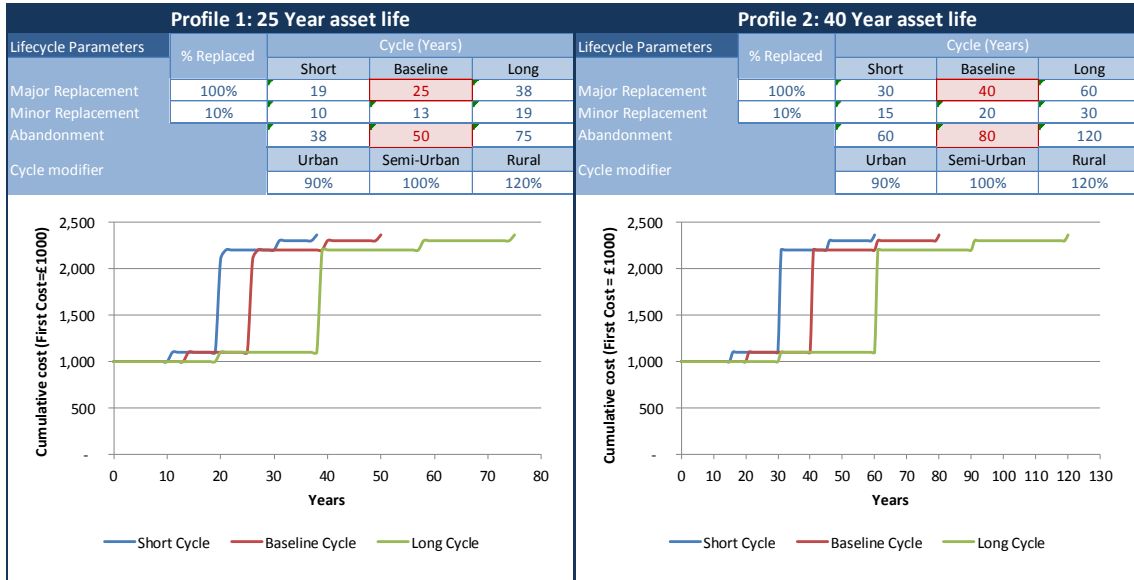 Profile 1: 25 Year asset life
Lifecycle Parameters
% Replaced
Cycle (Years)
Short Baseline Long
Major Replacement 100% 19 25 38
Minor Replacement 10% 10 13 19
Abandonment 38 50 75
Cycle modifier
Urban Semi-Urban Rural
90% 100% 120%
Cumulative cost (First Cost=£1000)
2,500
2,000
1,500
1,000
500
-
0 10 20 30 40 50 60 70 80
Years
Short Cycle Baseline Cycle Long Cycle
Profile 2: 40 Year asset life
Lifecycle Parameters
% Replaced
Cycle (Years)
Short Baseline Long
Major Replacement 100% 30 40 60
Minor Replacement 10% 15 20 30
Abandonment 60 80 120
Cycle modifier
Urban Semi-Urban Rural
90% 100% 120%
Cumulative cost (First Cost = £1000)
2,500
2,000
1,500
1,000
500
-
0 10 20 30 40 50 60 70 80 90 100 110 120 130
Years
Short Cycle Baseline Cycle Long Cycle